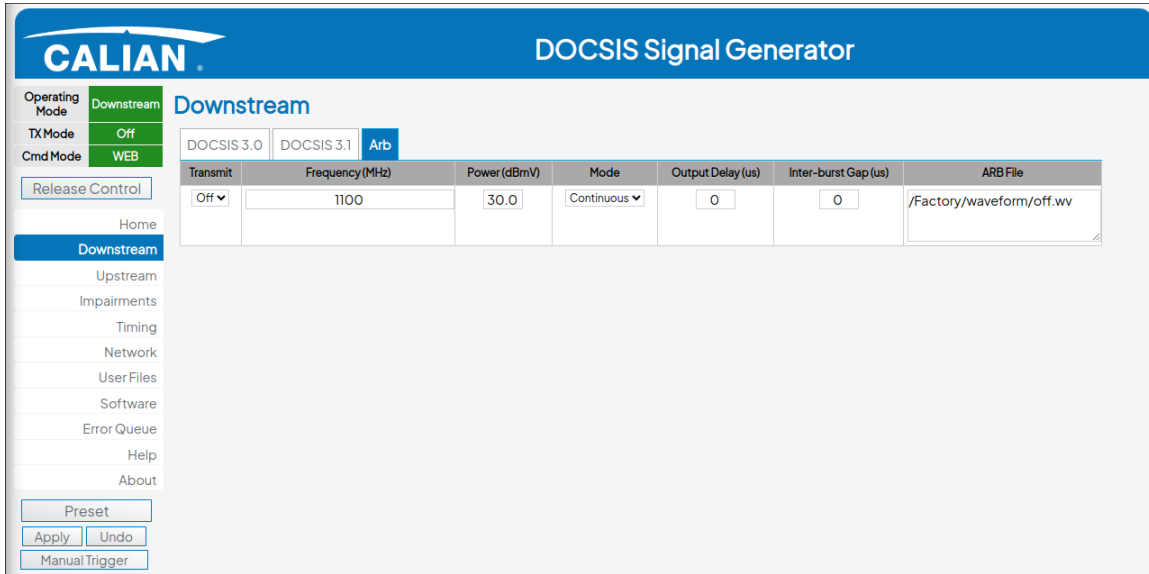 CALIAN.
DOCSIS Signal Generator
Operating Mode Downstream
TX Mode Off
Cmd Mode WEB
Release Control
Home
Downstream
Upstream
Impairments
Timing
Network
User Files
Software
Error Queue
Help
About
Preset
Apply Undo
Manual Trigger
Downstream
DOCSIS 3.0 DOCSIS 3.1 Arb
Transmit Frequency (MHz) Power (dBmV) Mode Output Delay (us) Inter-burst Gap (us) ARB File
Off 1100 30.0 Continuous 0 0 /Factory/waveform/off.wv